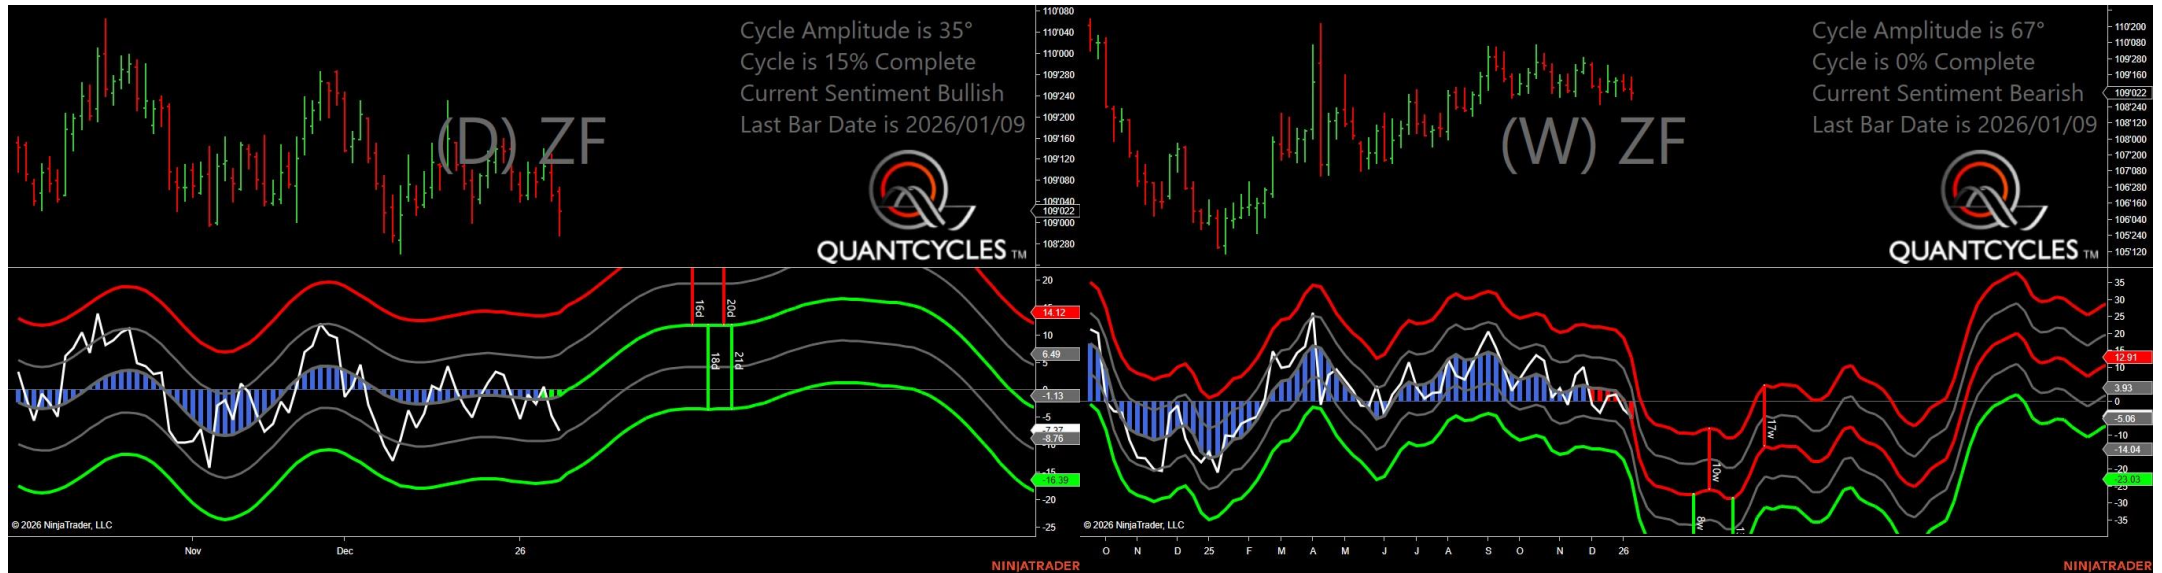 Cycle Amplitude is 35°
Cycle is 15% Complete
Current Sentiment Bullish
Last Bar Date is 2026/01/09
(D) ZF
QUANTCYCLES TM
110'080
110'040
110'000
109'280
109'240
109'200
109'160
109'120
109'080
109'040
109'022
109'000
108'280
16d
20d
18d
21d
20
14.12
10
6.49
5
0
-1.13
-5
-7.37
-8.76
-15
-16.39
-20
-25
© 2026 NinjaTrader, LLC
Nov
Dec
26
NINJATRADER
Cycle Amplitude is 67°
Cycle is 0% Complete
Current Sentiment Bearish
Last Bar Date is 2026/01/09
(W) ZF
QUANTCYCLES TM
110'200
110'080
109'280
109'160
109'022
108'240
108'120
108'000
107'200
107'080
106'280
106'160
106'040
105'240
105'120
17w
10w
8w
35
30
25
20
15
12.91
10
3.93
0
-5.06
-10
-14.04
-20
-23.03
-25
-30
-35
© 2026 NinjaTrader, LLC
O N D 25 F M A M J J A S O N D 26
NINJATRADER